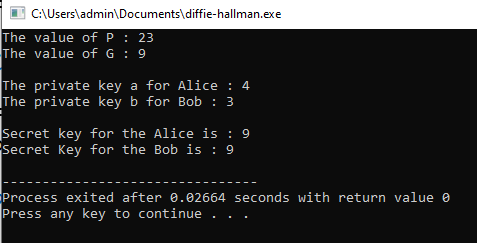 C:\Users\admin\Documents\diffie-hallman.exe
The value of P : 23
The value of G : 9
The private key a for Alice : 4
The private key b for Bob : 3
Secret key for the Alice is : 9
Secret Key for the Bob is : 9
--------------------------------
Process exited after 0.02664 seconds with return value 0
Press any key to continue . . .